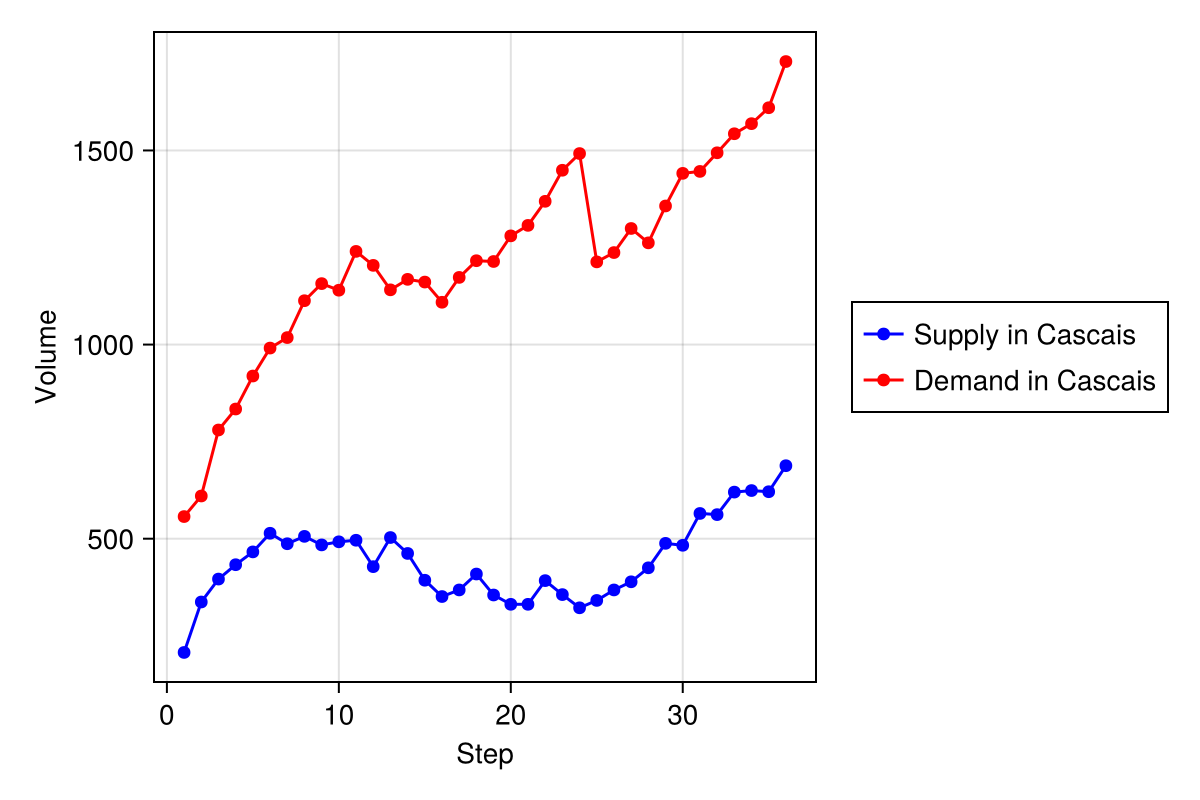 1500
1000
500
Volume
0 10 20 30
Step
Supply in Cascais
Demand in Cascais